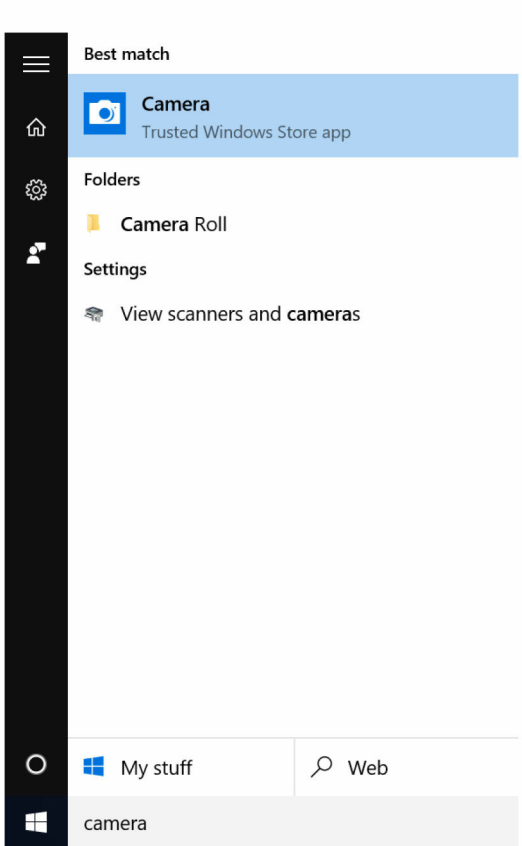 Best match
Camera
Trusted Windows Store app
Folders
Camera Roll
Settings
View scanners and cameras
My stuff
Web
camera